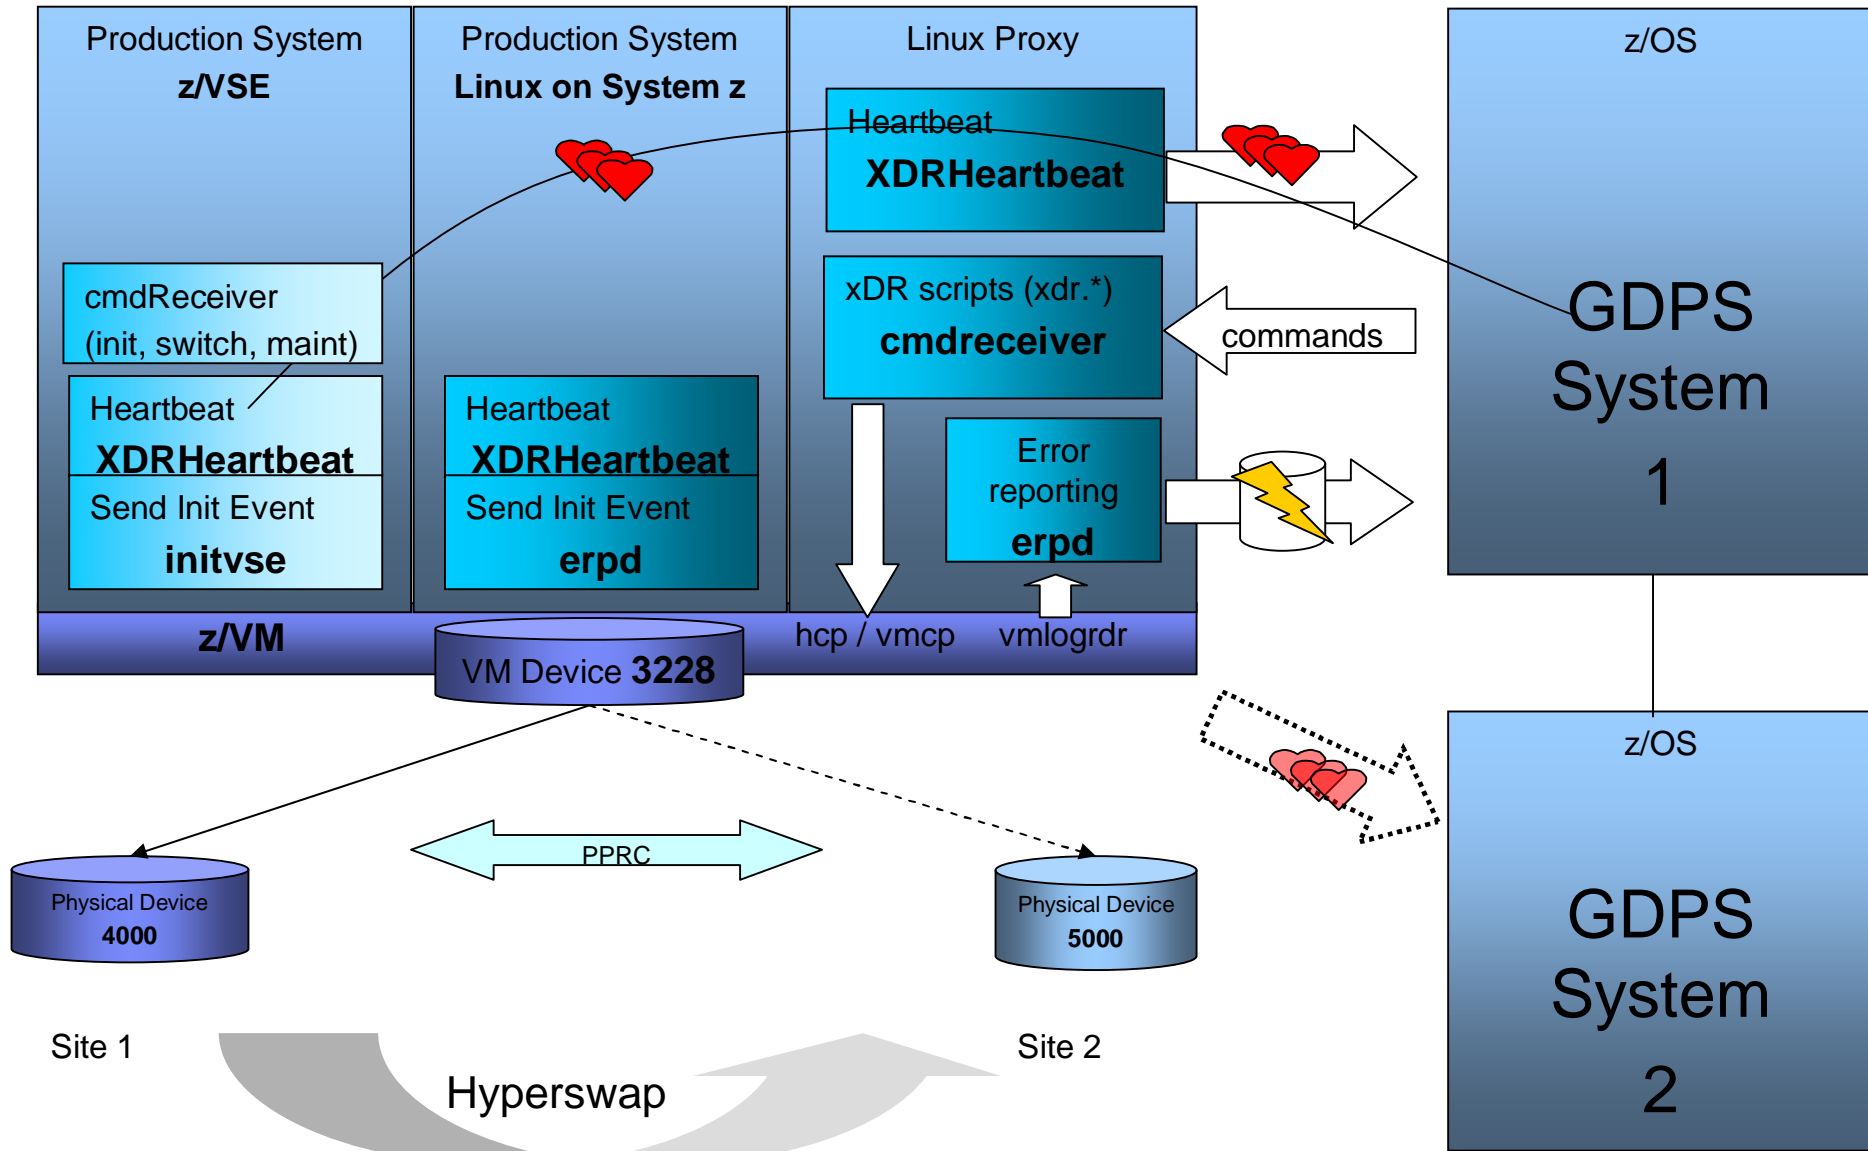 Production System
z/VSE
cmdReceiver
(init, switch, maint)
Heartbeat
XDRHeartbeat
Send Init Event
initvse
Production System
Linux on System z
Heartbeat
XDRHeartbeat
Send Init Event
erpd
Linux Proxy
Heartbeat
XDRHeartbeat
xDR scripts (xdr.*)
cmdreceiver
Error
reporting
erpd
commands
z/OS
GDPS
System
1
z/VM
VM Device 3228
hcp / vmcp
vmlogrdr
PPRC
Physical Device
4000
Physical Device
5000
Site 1
Site 2
Hyperswap
z/OS
GDPS
System
2